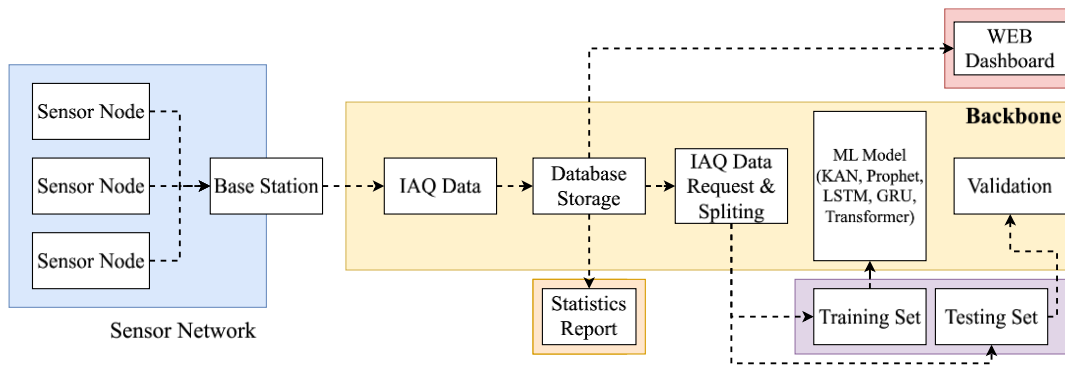 WEB
Dashboard
Backbone
Sensor Node
Sensor Node
Sensor Node
Base Station
IAQ Data
Database
Storage
IAQ Data
Request &
Spliting
ML Model
(KAN, Prophet,
LSTM, GRU,
Transformer)
Validation
Sensor Network
Statistics
Report
Training Set
Testing Set